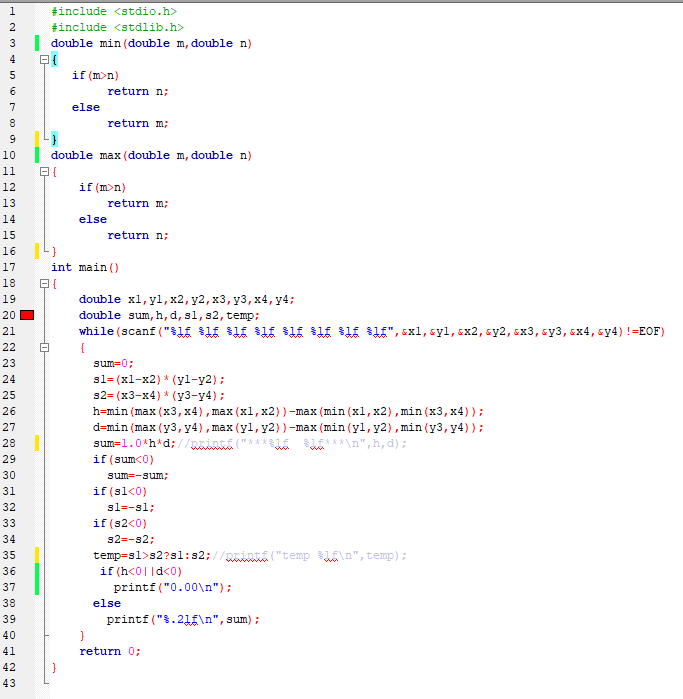 1 #include <stdio.h>
2 #include <stdlib.h>
3 double min(double m,double n)
4 {
5 if(m>n)
6 return n;
7 else
8 return m;
9 }
10 double max(double m,double n)
11 {
12 if(m>n)
13 return m;
14 else
15 return n;
16 }
17 int main()
18 {
19 double x1,y1,x2,y2,x3,y3,x4,y4;
20 double sum,h,d,s1,s2,temp;
21 while(scanf("%lf %lf %lf %lf %lf %lf %lf %lf",&x1,&y1,&x2,&y2,&x3,&y3,&x4,&y4)!=EOF)
22 {
23 sum=0;
24 s1=(x1-x2)*(y1-y2);
25 s2=(x3-x4)*(y3-y4);
26 h=min(max(x3,x4),max(x1,x2))-max(min(x1,x2),min(x3,x4));
27 d=min(max(y3,y4),max(y1,y2))-max(min(y1,y2),min(y3,y4));
28 sum=1.0*h*d;//printf("***%lf  %lf***\n",h,d);
29 if(sum<0)
30 sum=-sum;
31 if(s1<0)
32 s1=-s1;
33 if(s2<0)
34 s2=-s2;
35 temp=s1>s2?s1:s2;//printf("temp %lf\n",temp);
36 if(h<0||d<0)
37 printf("0.00\n");
38 else
39 printf("%.2lf\n",sum);
40 }
41 return 0;
42 }
43